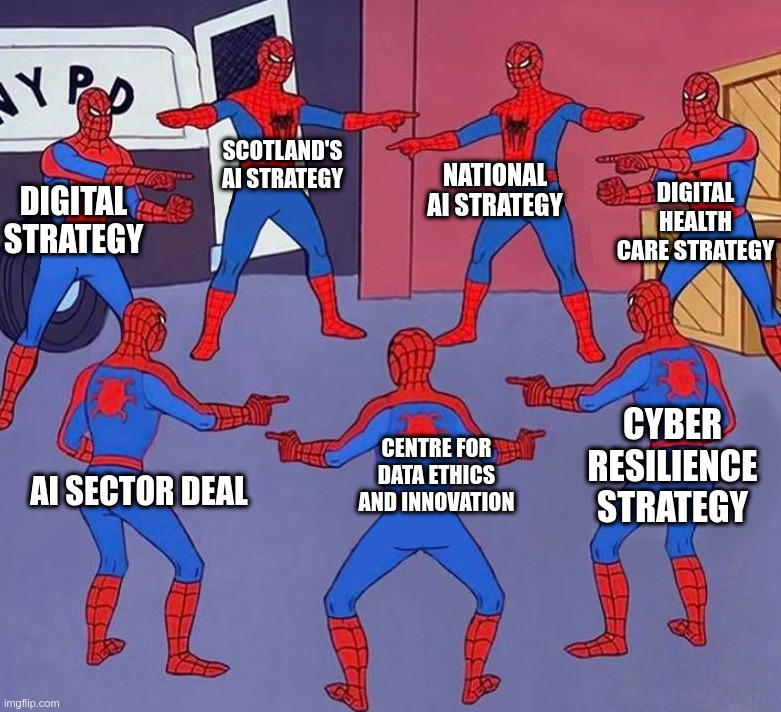 NYPD
SCOTLAND'S
AI STRATEGY
NATIONAL
AI STRATEGY
DIGITAL
STRATEGY
DIGITAL
HEALTH
CARE STRATEGY
AI SECTOR DEAL
CENTRE FOR
DATA ETHICS
AND INNOVATION
CYBER
RESILIENCE
STRATEGY
imgflip.com